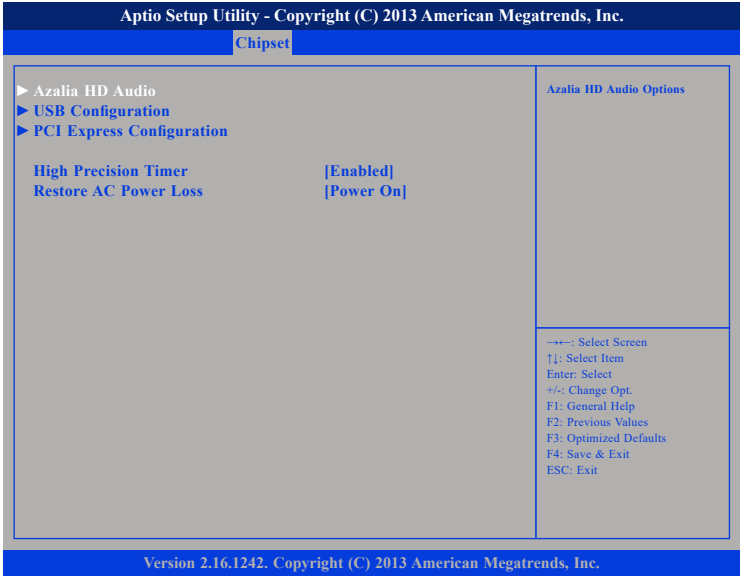 Aptio Setup Utility - Copyright (C) 2013 American Megatrends, Inc.
Chipset
► Azalia HD Audio
► USB Configuration
► PCI Express Configuration
High Precision Timer [Enabled]
Restore AC Power Loss [Power On]
Azalia HD Audio Options
→←: Select Screen
↑↓: Select Item
Enter: Select
+/-: Change Opt.
F1: General Help
F2: Previous Values
F3: Optimized Defaults
F4: Save & Exit
ESC: Exit
Version 2.16.1242. Copyright (C) 2013 American Megatrends, Inc.